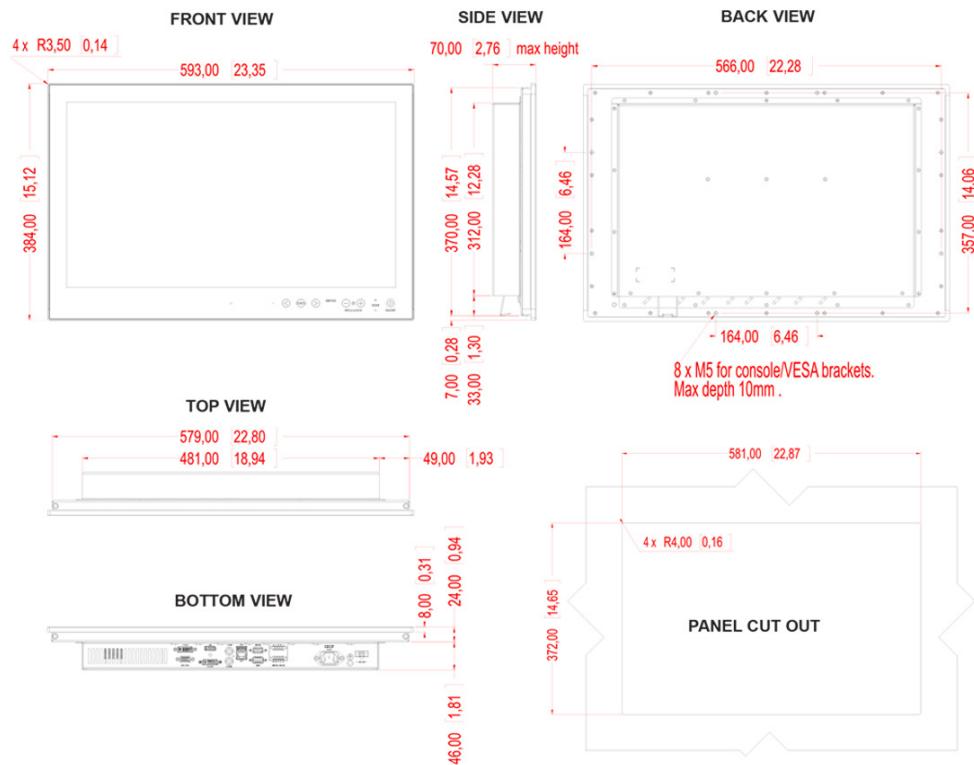 FRONT VIEW
4 x R3,50 [0,14]
593,00 [23,35]
384,00 [15,12]
SIDE VIEW
70,00 [2,76] max height
370,00 [14,57]
312,00 [12,28]
7,00 [0,28]
33,00 [1,30]
BACK VIEW
566,00 [22,28]
164,00 [6,46]
357,00 [14,06]
164,00 [6,46]
8 x M5 for console/VESA brackets.
Max depth 10mm .
TOP VIEW
579,00 [22,80]
481,00 [18,94]
49,00 [1,93]
BOTTOM VIEW
8,00 [0,31]
24,00 [0,94]
46,00 [1,81]
581,00 [22,87]
4 x R4,00 [0,16]
372,00 [14,65]
PANEL CUT OUT